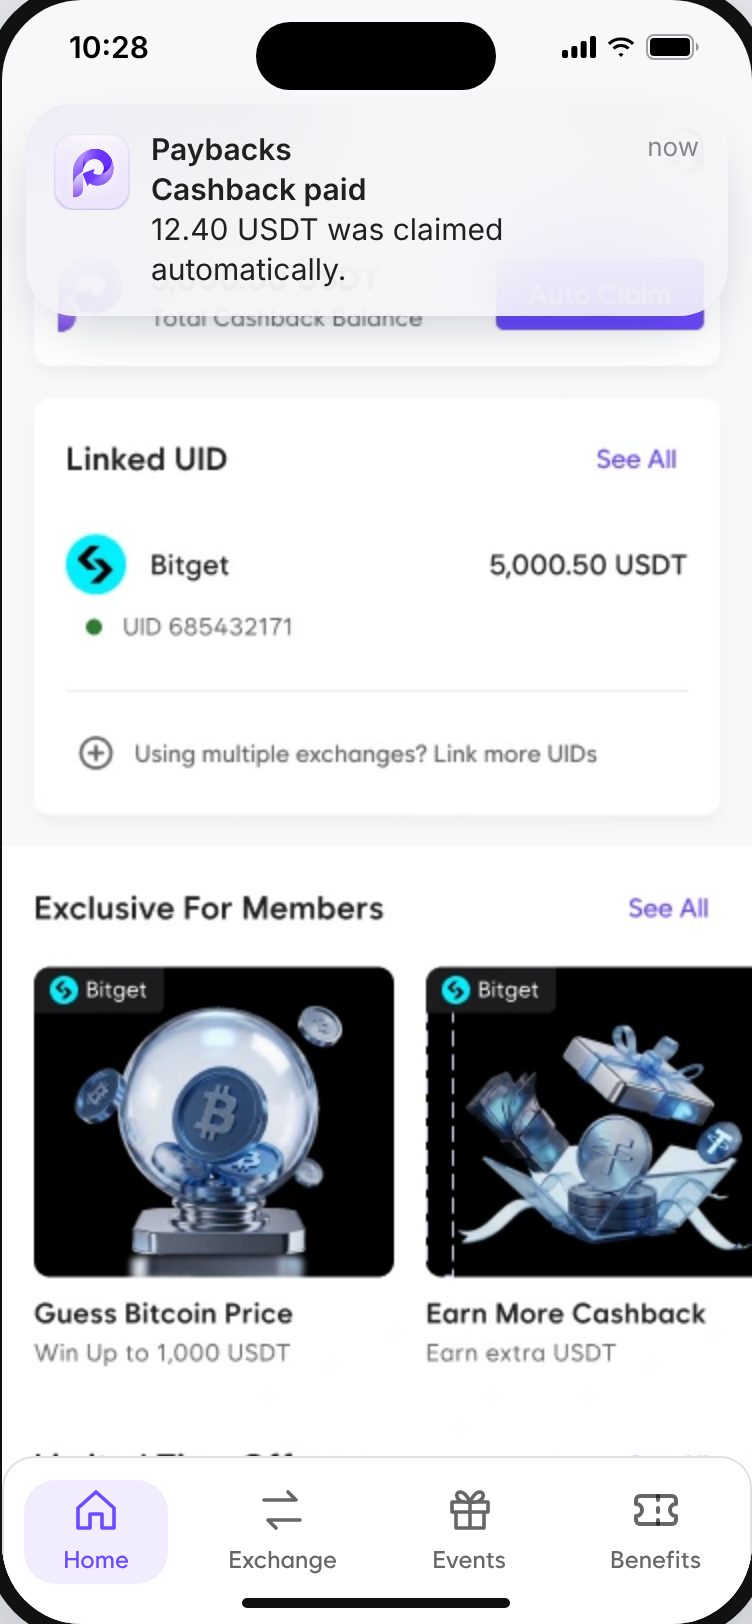 10:28
Paybacks
now
Cashback paid
12.40 USDT was claimed
automatically.
Auto Claim
Total Cashback Balance
Linked UID
See All
Bitget
5,000.50 USDT
UID 685432171
Using multiple exchanges? Link more UIDs
Exclusive For Members
See All
Bitget
Bitget
Guess Bitcoin Price
Win Up to 1,000 USDT
Earn More Cashback
Earn extra USDT
Home
Exchange
Events
Benefits